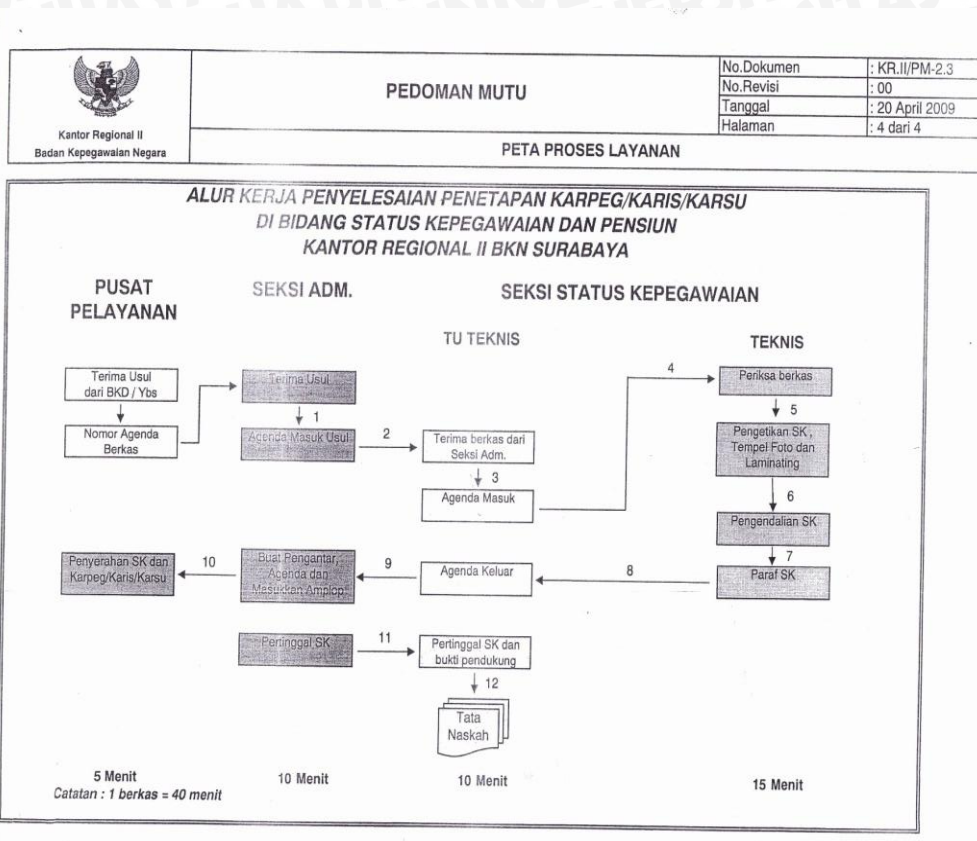 Kantor Regional II
Badan Kepegawaian Negara
PEDOMAN MUTU
No.Dokumen : KR.II/PM-2.3
No.Revisi : 00
Tanggal : 20 April 2009
Halaman : 4 dari 4
PETA PROSES LAYANAN
ALUR KERJA PENYELESAIAN PENETAPAN KARPEG/KARIS/KARSU
DI BIDANG STATUS KEPEGAWAIAN DAN PENSIUN
KANTOR REGIONAL II BKN SURABAYA
PUSAT
PELAYANAN
SEKSI ADM.
SEKSI STATUS KEPEGAWAIAN
TU TEKNIS
TEKNIS
Terima Usul
dari BKD / Ybs
Nomor Agenda
Berkas
Terima Usul
1
Agenda Masuk Usul
2
Terima berkas dari
Seksi Adm.
3
Agenda Masuk
4
Periksa berkas
5
Pengetikan SK ,
Tempel Foto dan
Laminating
6
Pengendalian SK
7
Paraf SK
8
Agenda Keluar
9
Buat Pengantar,
Agenda dan
Masukkan Amplop
10
Penyerahan SK dan
Karpeg/Karis/Karsu
Pertinggal SK
11
Pertinggal SK dan
bukti pendukung
12
Tata
Naskah
5 Menit
10 Menit
10 Menit
15 Menit
Catatan : 1 berkas = 40 menit